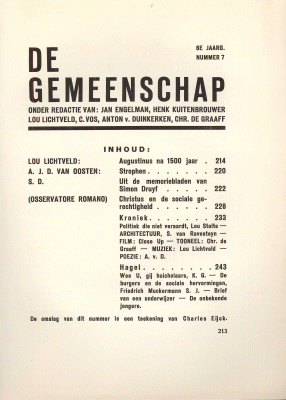 DE
GEMEENSCHAP
6E JAARG.
NUMMER 7
ONDER REDACTIE VAN: JAN ENGELMAN, HENK KUITENBROUWER
LOU LICHTVELD, C. VOS, ANTON v. DUINKERKEN, CHR. DE GRAAFF
INHOUD:
LOU LICHTVELD: Augustinus na 1500 jaar . 214
A. J. D. VAN OOSTEN: Strophen . . . . . . . 220
S. D. Uit de memoriebladen van
Simon Druyf . . . . . . 222
(OSSERVATORE ROMANO) Christus en de sociale ge-
rechtigheid . . . . . . 228
Kroniek . . . . . . . 233
Politiek die niet veraardt, Lou Stolte —
ARCHITECTUUR, S. van Ravesteyn —
FILM: Close Up — TOONEEL: Chr. de
Graaff — MUZIEK: Lou Lichtveld —
POEZIE: A. v. D.
Hagel . . . . . . . . 243
Wee U, gij huichelaars, K. G. — De
burgers en de sociale hervormingen,
Friedrich Muckermann S. J. — Brief
van een onderwijzer — De onbekende
jongere.
De omslag van dit nummer is een teekening van Charles Eijck.
213